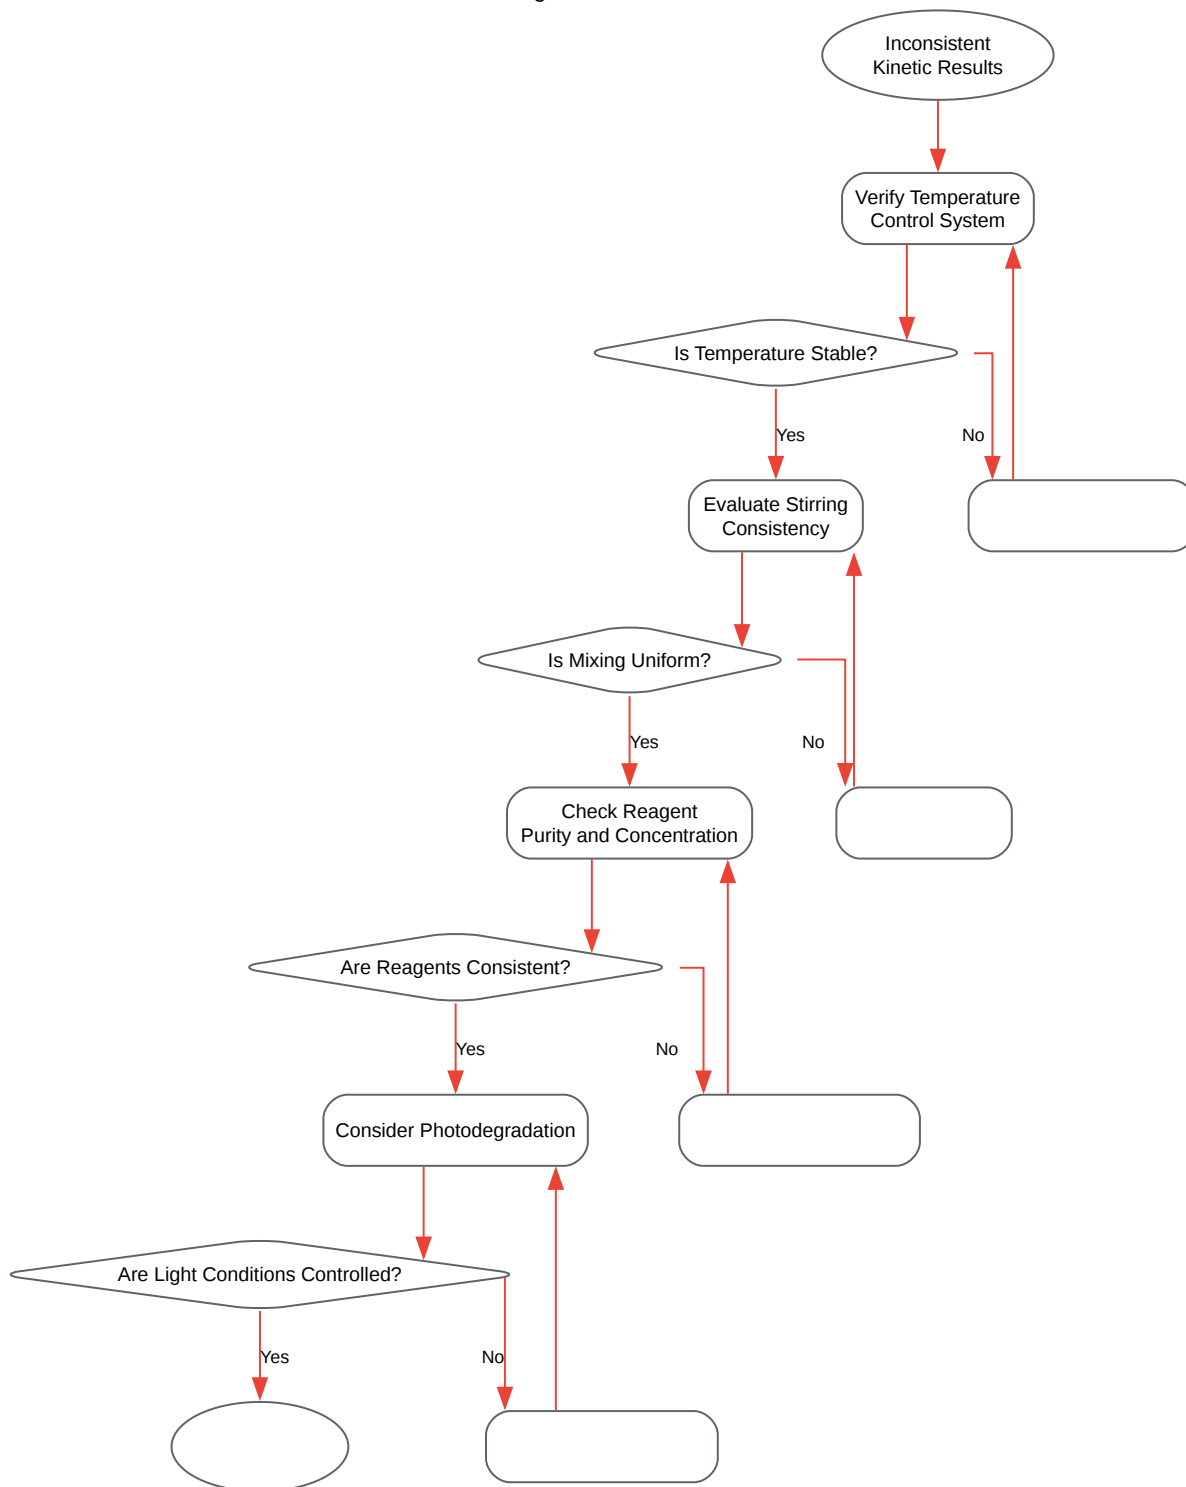 Inconsistent
Kinetic Results
Verify Temperature
Control System
Is Temperature Stable?
Yes
No
Evaluate Stirring
Consistency
Is Mixing Uniform?
Yes
No
Check Reagent
Purity and Concentration
Are Reagents Consistent?
Yes
No
Consider Photodegradation
Are Light Conditions Controlled?
Yes
No